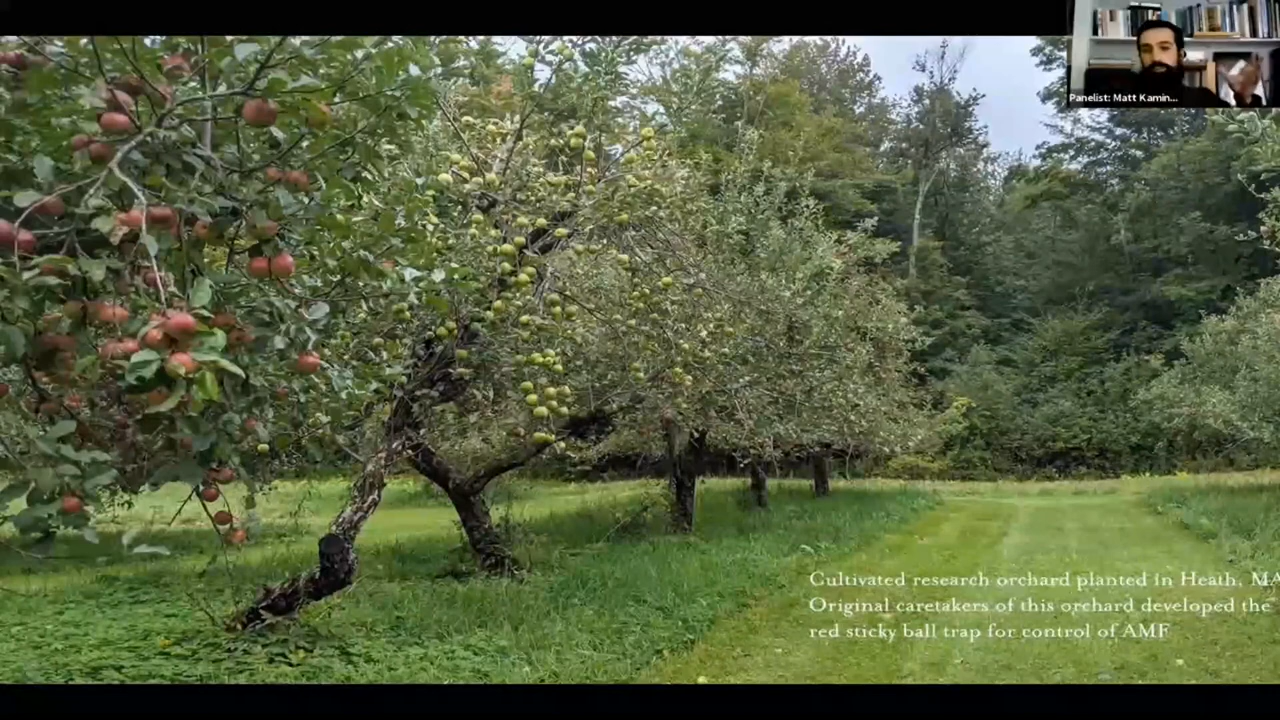 Panelist: Matt Kamin...
Cultivated research orchard planted in Heath, MA
Original caretakers of this orchard developed the
red sticky ball trap for control of AMF